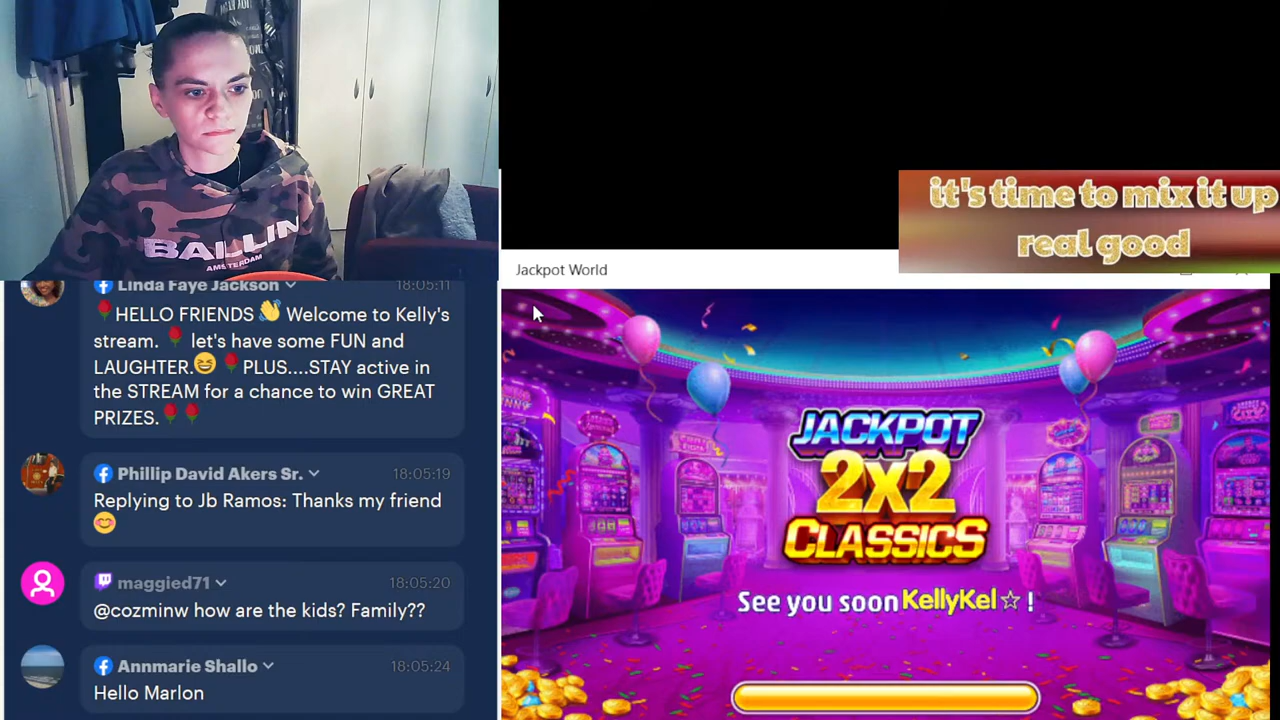 BALLIN
AMSTERDAM
Linda Faye Jackson
18:05:11
🌹HELLO FRIENDS 👋 Welcome to Kelly's
stream. 🌹 let's have some FUN and
LAUGHTER.😆 🌹PLUS....STAY active in
the STREAM for a chance to win GREAT
PRIZES.🌹🌹
Phillip David Akers Sr.
18:05:19
Replying to Jb Ramos: Thanks my friend
😊
maggied71
18:05:20
@cozminw how are the kids? Family??
Annmarie Shallo
18:05:24
Hello Marlon
it's time to mix it up
real good
Jackpot World
JACKPOT
2x2
CLASSICS
See you soon KellyKel☆ !